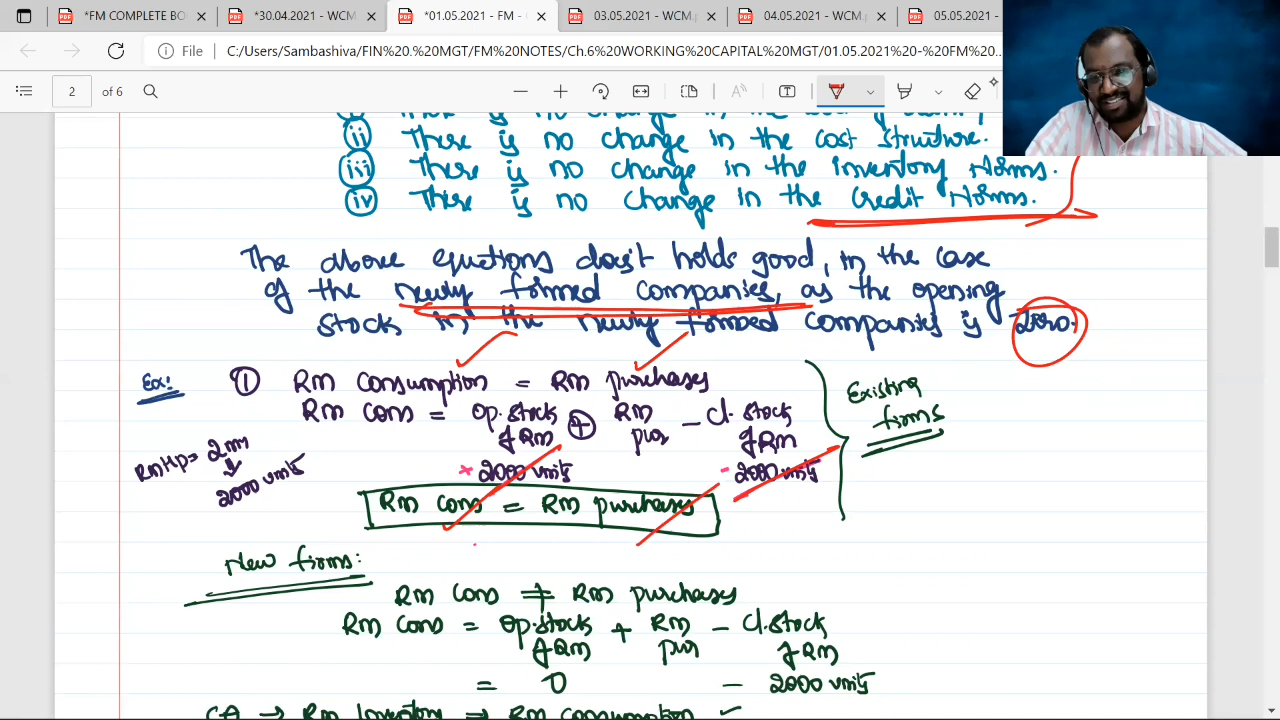 *FM COMPLETE BO
*30.04.2021 - WCM
*01.05.2021 - FM -
03.05.2021 - WCM.p
04.05.2021 - WCM.p
05.05.2021 -
File
C:/Users/Sambashiva/FIN%20.%20MGT/FM%20NOTES/Ch.6%20WORKING%20CAPITAL%20MGT/01.05.2021%20-%20FM%20...
2 of 6
ii There is no change in the cost structure.
iii There is no change in the Inventory Norms.
iv There is no change in the Credit Norms.
The above equations does't holds good, in the case
of the newly formed companies, as the opening
stock in the newly formed companies is zero.
Ex: ① RM Consumption = RM purchases
RM Cons = op.stock of RM + RM pur - Cl. stock of RM
RMHP = 2m
↓
2000 units
+ 2000 units - 2000 units
RM Cons = RM purchases
Existing
firms
New firms:
RM Cons ≠ RM purchases
RM Cons = Op.stock of RM + RM pur - Cl.stock of RM
= 0 - 2000 units
CA → RM Inventory ⇒ RM Consumption ✓